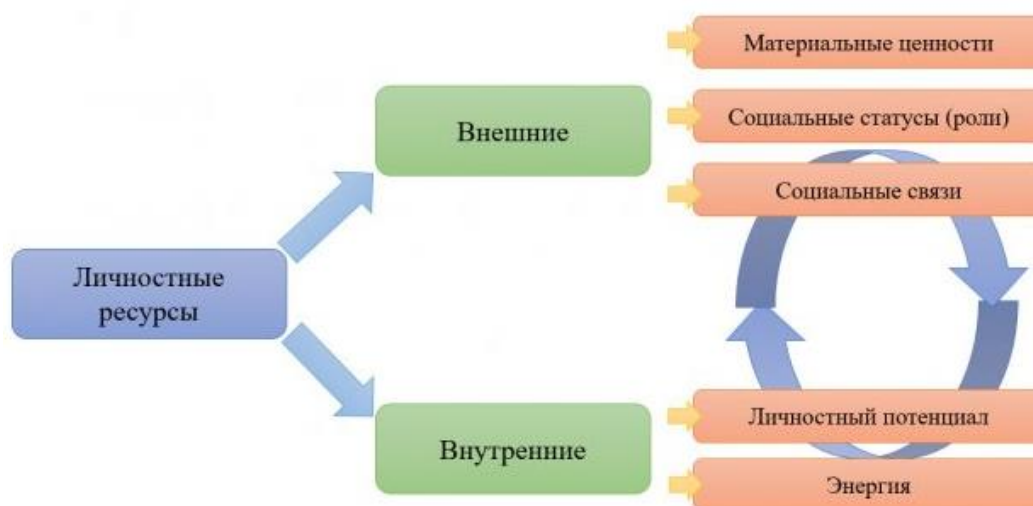 Личностные
ресурсы
Внешние
Материальные ценности
Социальные статусы (роли)
Социальные связи
Внутренние
Личностный потенциал
Энергия